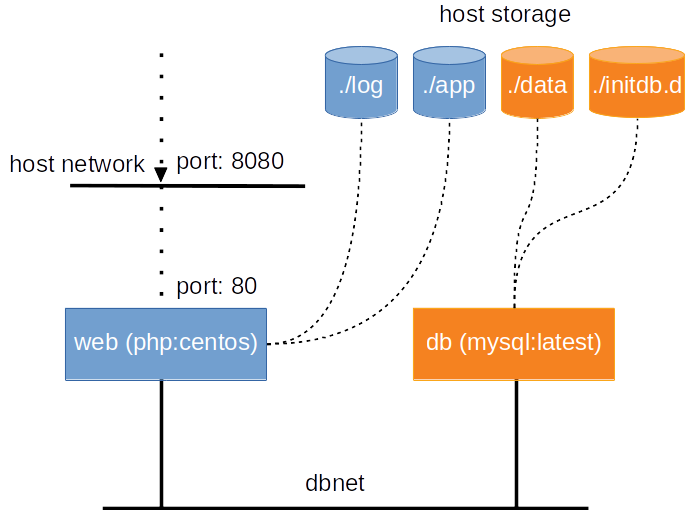 host storage
./log
./app
./data
./initdb.d
host network
port: 8080
port: 80
web (php:centos)
db (mysql:latest)
dbnet